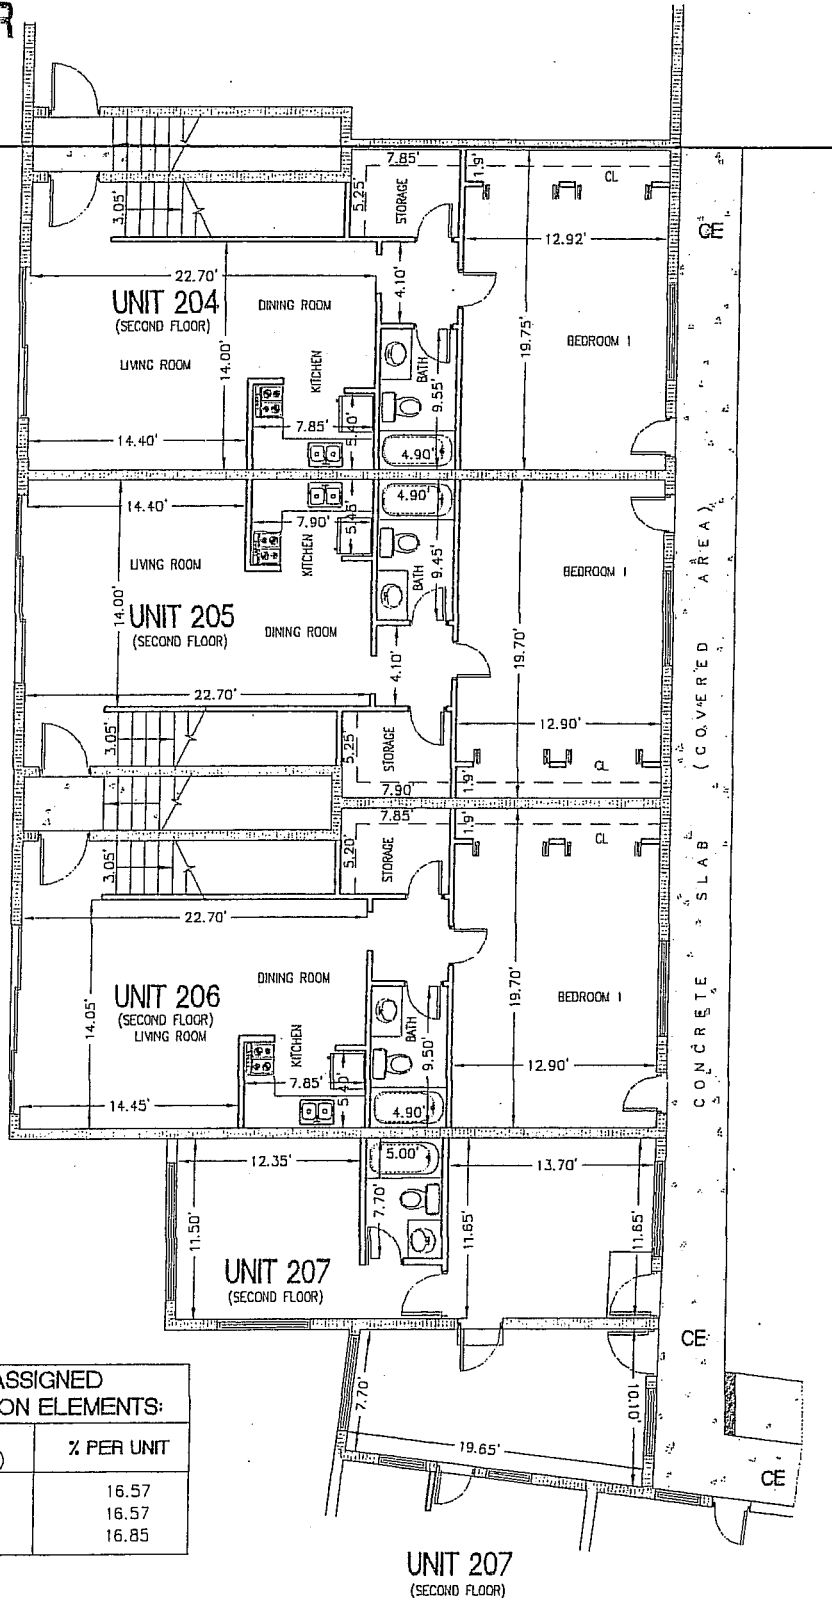 R
7.85'
1.9'
CL
5.25'
STORAGE
3.05'
CE
12.92'
22.70'
4.10'
UNIT 204
(SECOND FLOOR)
DINING ROOM
19.75'
BEDROOM 1
LIVING ROOM
14.00'
KITCHEN
BATH
9.55'
7.85'
5.40'
14.40'
4.90'
4.90'
14.40'
7.90'
5.45'
LIVING ROOM
KITCHEN
BATH
9.45'
BEDROOM 1
14.00'
UNIT 205
(SECOND FLOOR)
DINING ROOM
19.70'
4.10'
22.70'
12.90'
3.05'
5.25'
STORAGE
CL
7.90'
1.9'
CONCRETE SLAB (COVERED AREA)
7.85'
1.9'
CL
5.20'
STORAGE
3.05'
22.70'
DINING ROOM
UNIT 206
(SECOND FLOOR)
LIVING ROOM
14.05'
19.70'
BEDROOM 1
KITCHEN
BATH
9.50'
7.85'
5.40'
12.90'
14.45'
4.90'
12.35'
5.00'
13.70'
7.70'
11.50'
11.65'
11.65'
UNIT 207
(SECOND FLOOR)
CE
7.70'
10.10'
19.65'
CE
ASSIGNED
ON ELEMENTS:
)
% PER UNIT
16.57
16.57
16.85
UNIT 207
(SECOND FLOOR)